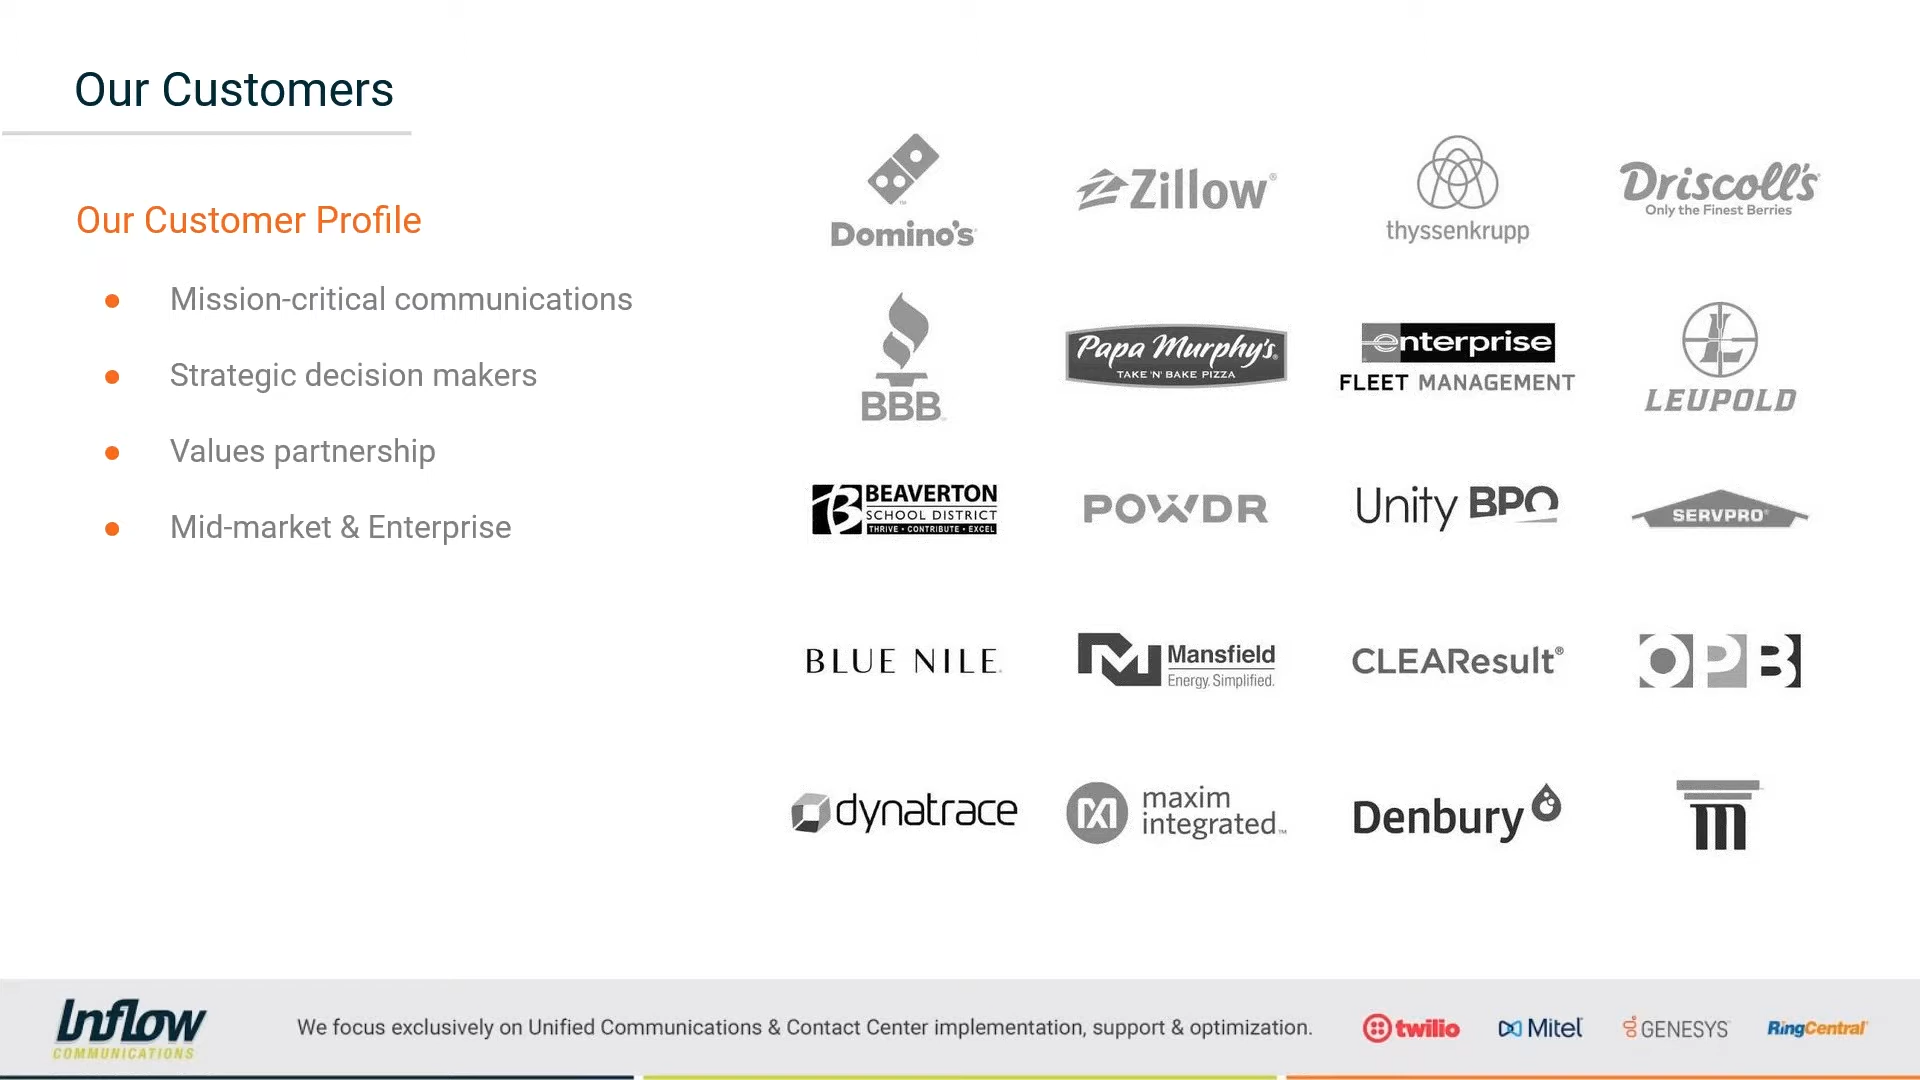 Our Customers
Our Customer Profile
● Mission-critical communications
● Strategic decision makers
● Values partnership
● Mid-market & Enterprise
Domino's™
Zillow®
thyssenkrupp
Driscoll's
Only the Finest Berries
BBB
Papa Murphy's®
TAKE 'N' BAKE PIZZA
enterprise
FLEET MANAGEMENT
LEUPOLD
B BEAVERTON
SCHOOL DISTRICT
THRIVE • CONTRIBUTE • EXCEL
POWDR
Unity BPO
SERVPRO®
BLUE NILE
Mansfield
Energy. Simplified.
CLEAResult®
OPB
dynatrace
maxim
integrated™
Denbury
m
Inflow
COMMUNICATIONS
We focus exclusively on Unified Communications & Contact Center implementation, support & optimization.
twilio
Mitel
GENESYS
RingCentral